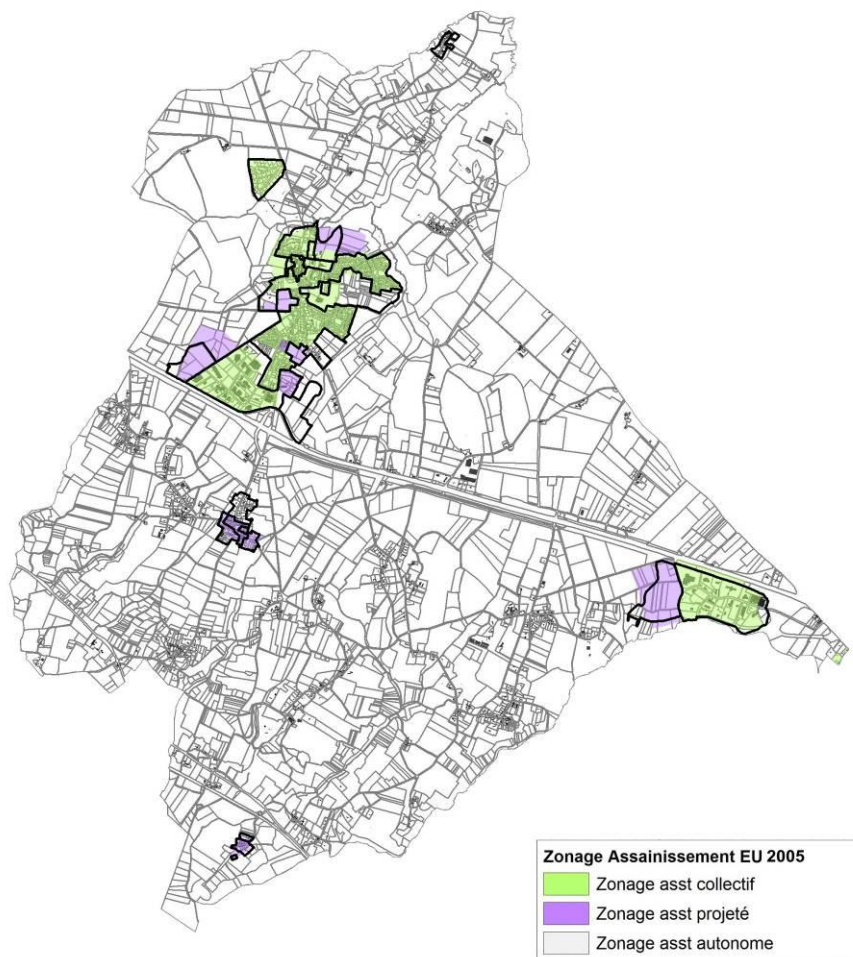 Zonage Assainissement EU 2005
Zonage asst collectif
Zonage asst projeté
Zonage asst autonome